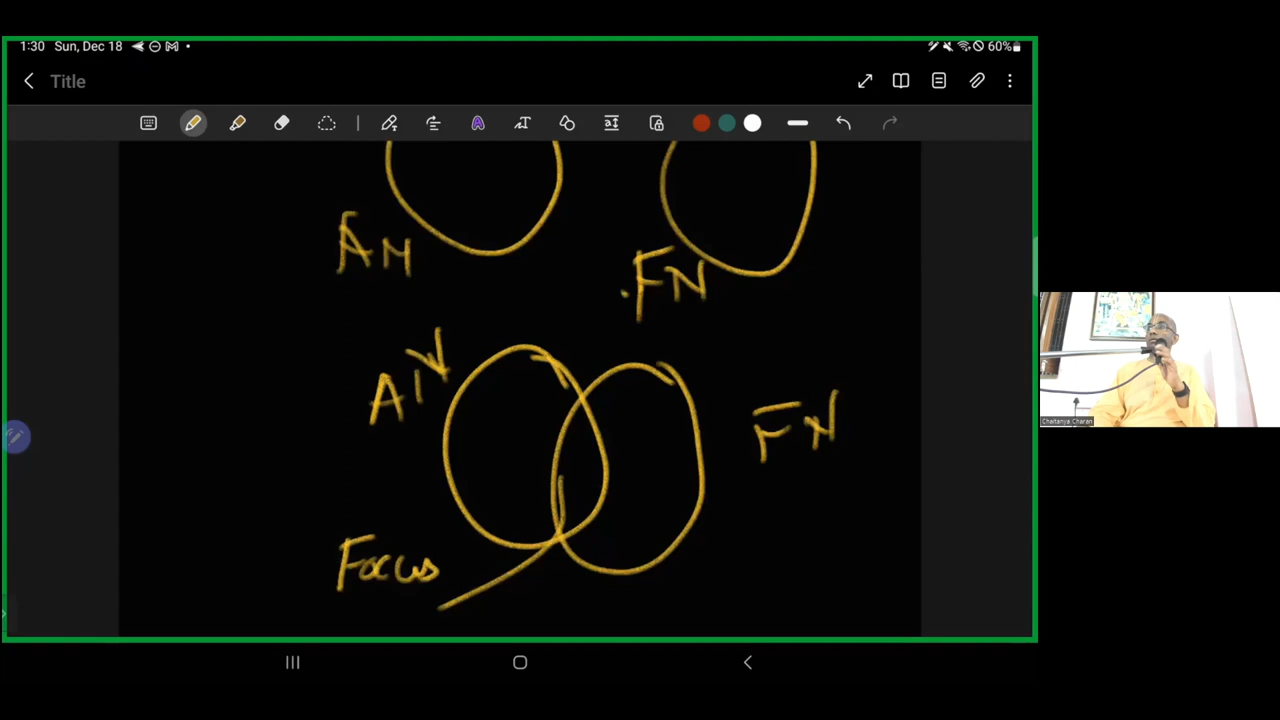 1:30 Sun, Dec 18 60%
Title
AN
FN
AN
FN
Focus
Chaitanya Charan